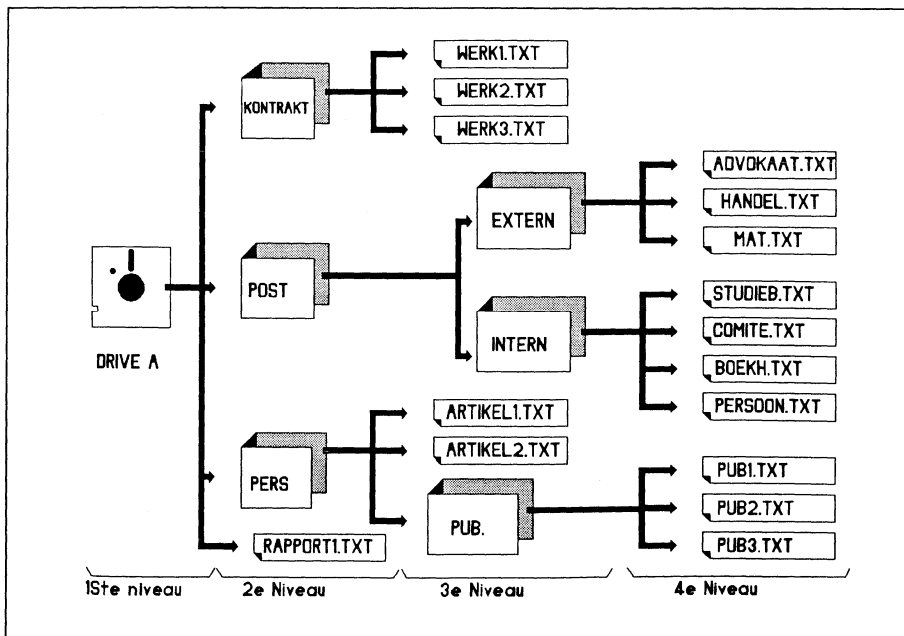 DRIVE A
KONTRAKT
WERK1.TXT
WERK2.TXT
WERK3.TXT
POST
EXTERN
ADVOKAAT.TXT
HANDEL.TXT
MAT.TXT
INTERN
STUDIEB.TXT
COMITE.TXT
BOEKH.TXT
PERSOON.TXT
PERS
ARTIKEL1.TXT
ARTIKEL2.TXT
PUB.
PUB1.TXT
PUB2.TXT
PUB3.TXT
RAPPORT1.TXT
1Ste niveau
2e Niveau
3e Niveau
4e Niveau